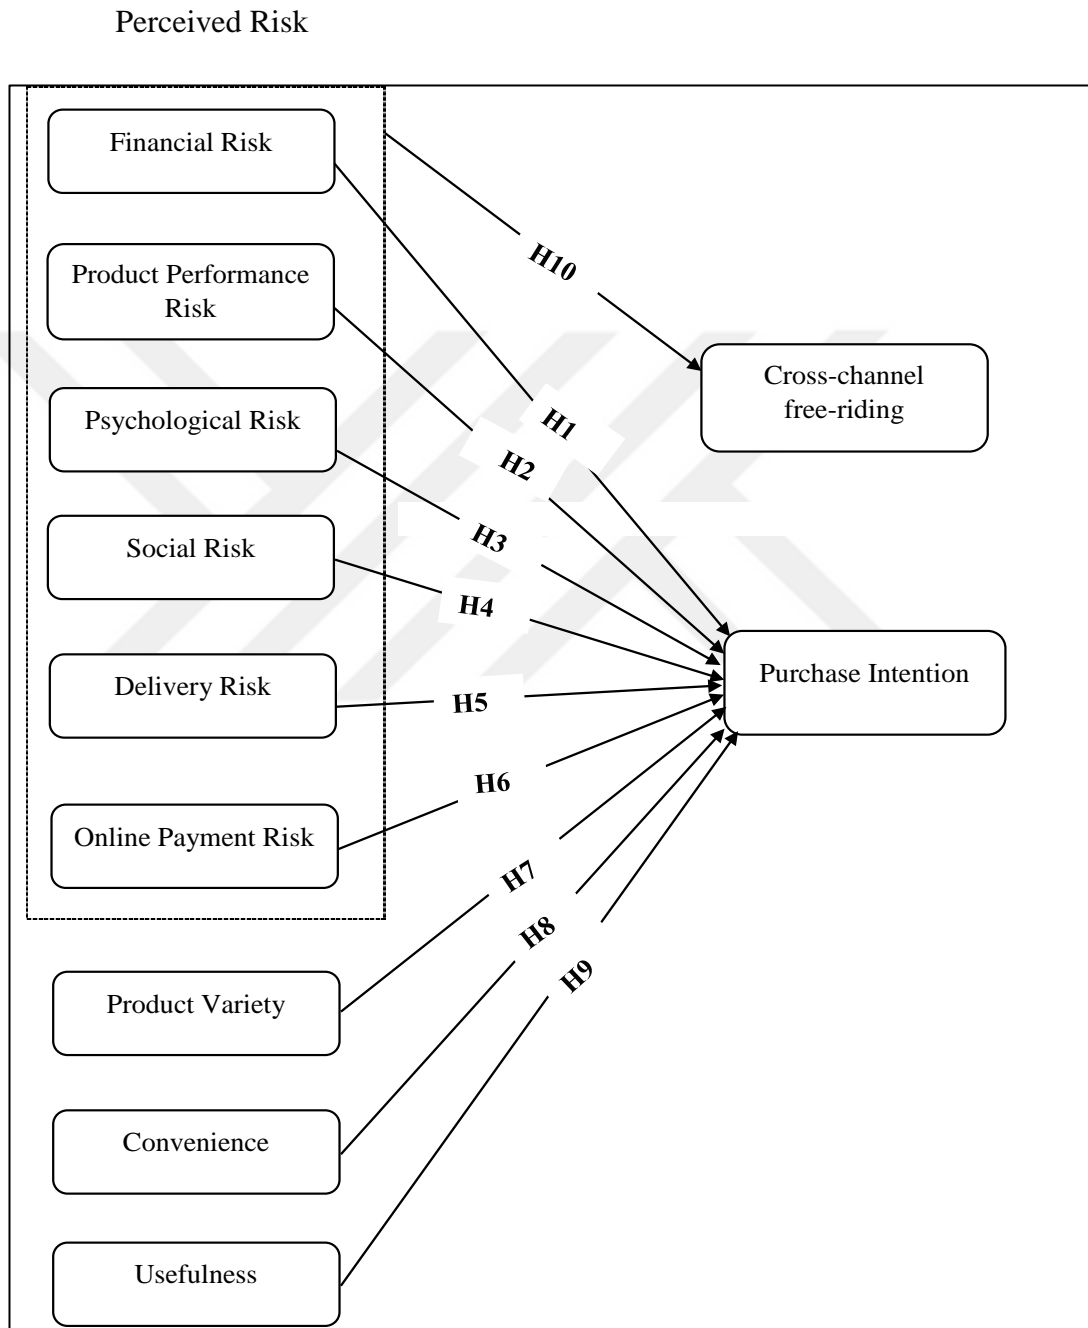 Perceived Risk
Financial Risk
H10
Product Performance
Risk
Cross-channel
free-riding
Psychological Risk
H1
H2
H3
Social Risk
H4
Delivery Risk
H5
Purchase Intention
H6
Online Payment Risk
H7
H8
H9
Product Variety
Convenience
Usefulness